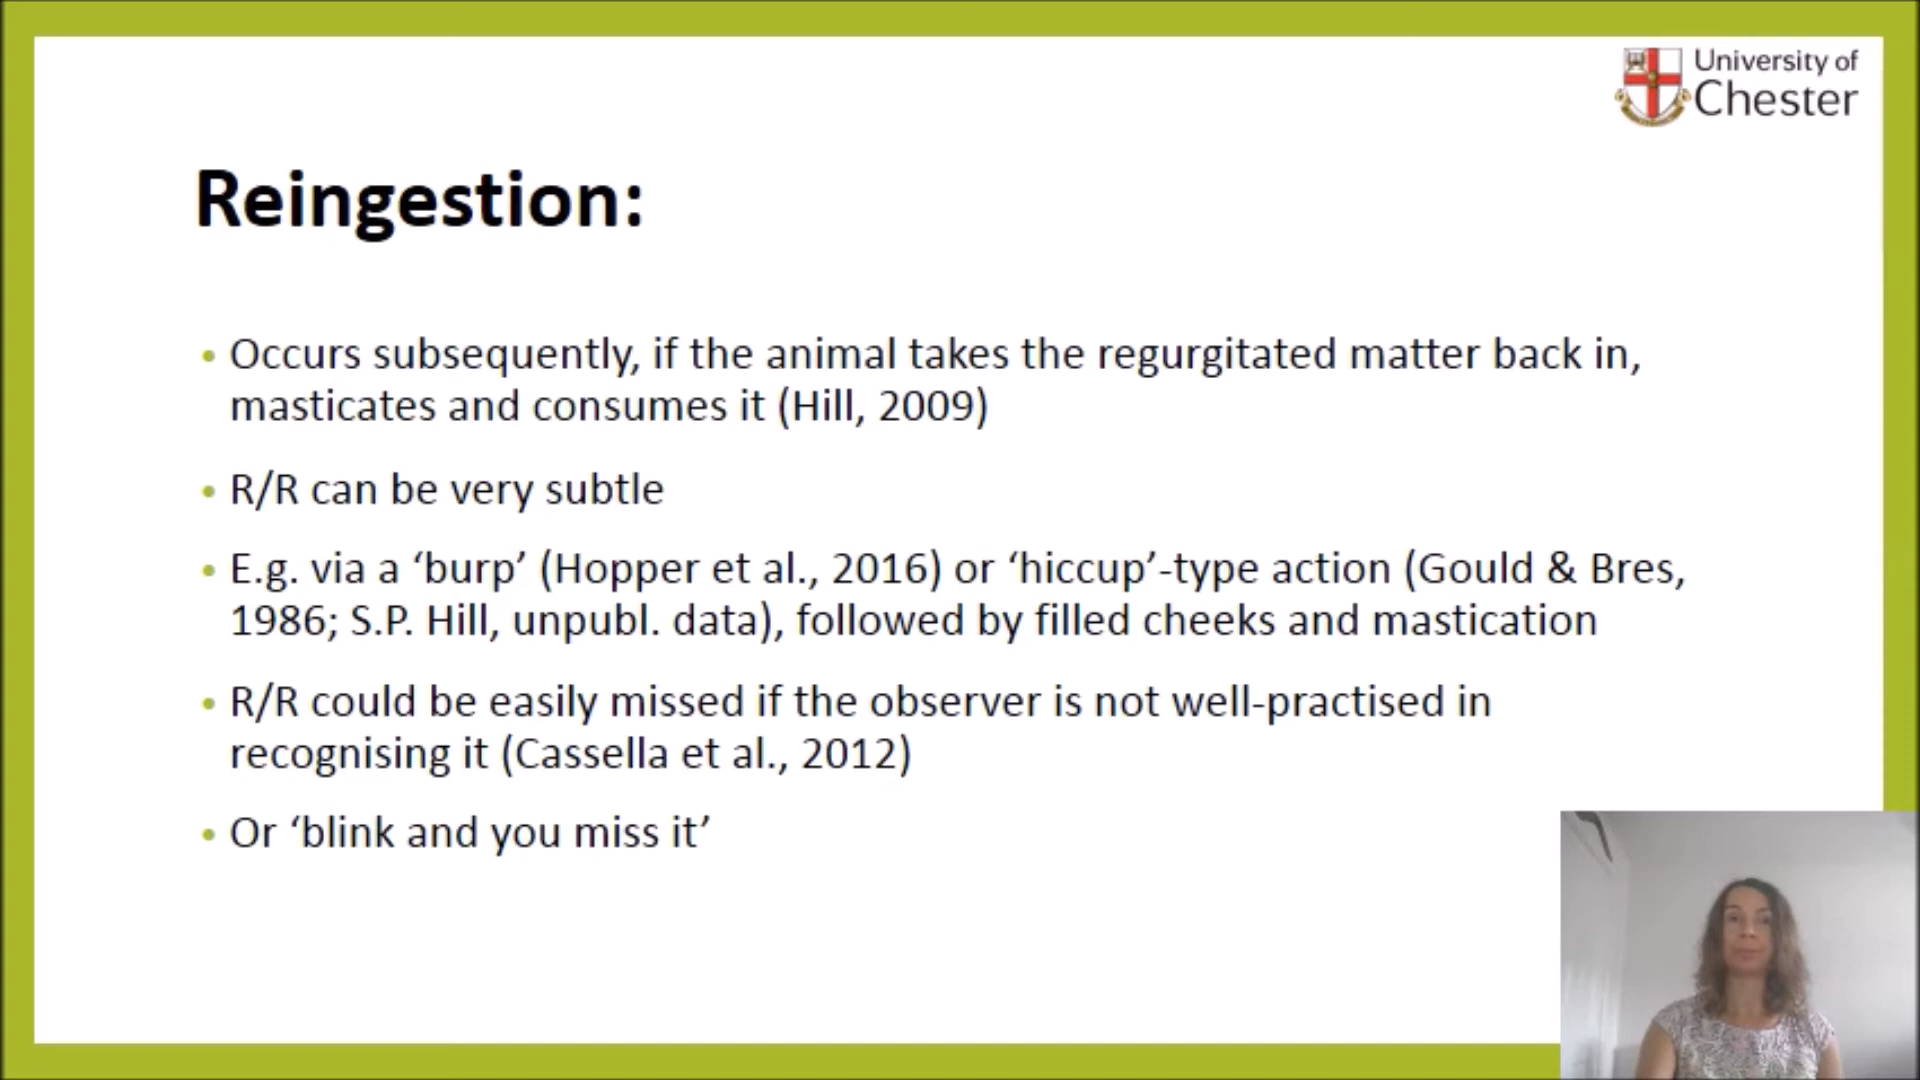 University of
Chester
Reingestion:
• Occurs subsequently, if the animal takes the regurgitated matter back in,
masticates and consumes it (Hill, 2009)
• R/R can be very subtle
• E.g. via a ‘burp’ (Hopper et al., 2016) or ‘hiccup’-type action (Gould & Bres,
1986; S.P. Hill, unpubl. data), followed by filled cheeks and mastication
• R/R could be easily missed if the observer is not well-practised in
recognising it (Cassella et al., 2012)
• Or ‘blink and you miss it’